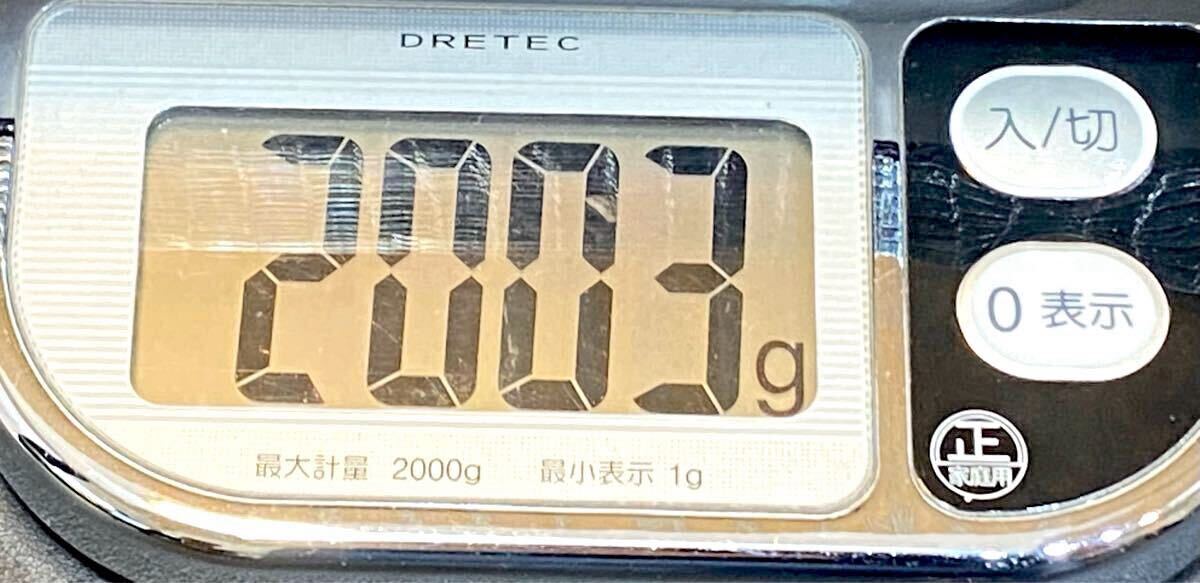 DRETEC
2003g
最大計量 2000g 最小表示 1g
入/切
0 表示
正
家庭用